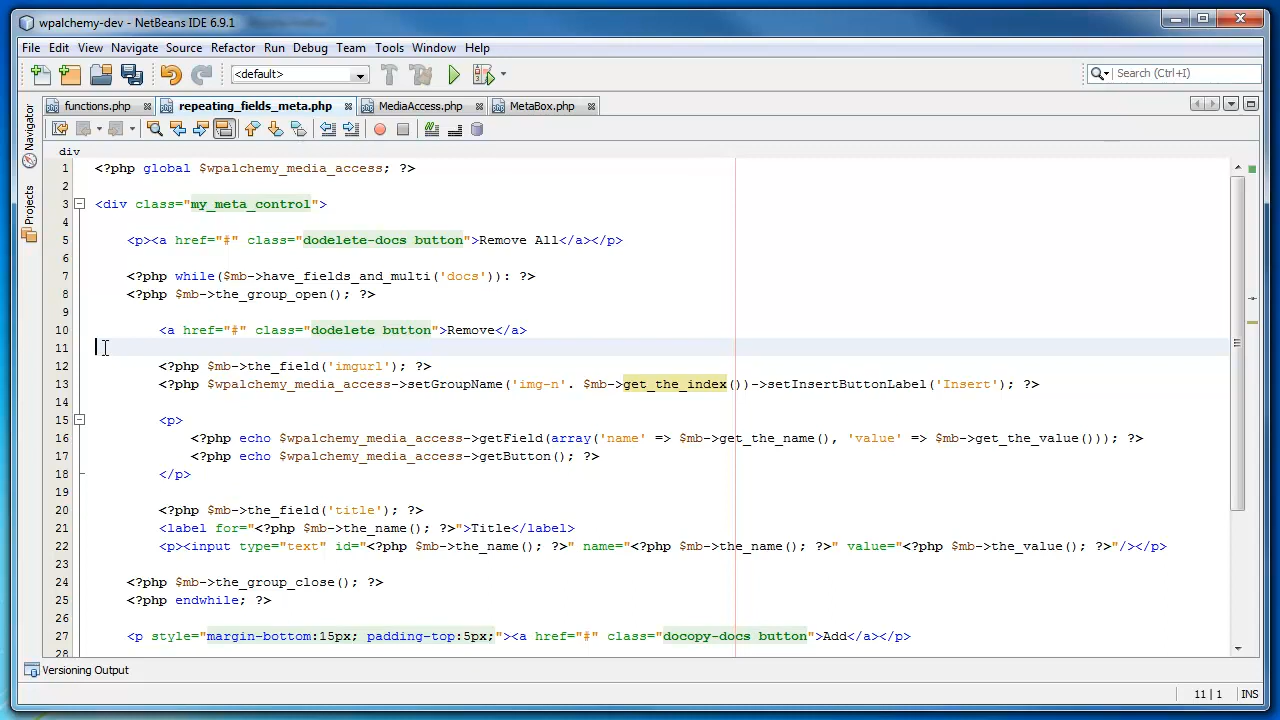 wpalchemy-dev - NetBeans IDE 6.9.1
File Edit View Navigate Source Refactor Run Debug Team Tools Window Help
<default>
Search (Ctrl+I)
functions.php repeating_fields_meta.php MediaAccess.php MetaBox.php
Navigator
Projects
div
1 <?php global $wpalchemy_media_access; ?>
2
3 <div class="my_meta_control">
4
5 <p><a href="#" class="dodelete-docs button">Remove All</a></p>
6
7 <?php while($mb->have_fields_and_multi('docs')): ?>
8 <?php $mb->the_group_open(); ?>
9
10 <a href="#" class="dodelete button">Remove</a>
11
12 <?php $mb->the_field('imgurl'); ?>
13 <?php $wpalchemy_media_access->setGroupName('img-n'. $mb->get_the_index())->setInsertButtonLabel('Insert'); ?>
14
15 <p>
16 <?php echo $wpalchemy_media_access->getField(array('name' => $mb->get_the_name(), 'value' => $mb->get_the_value())); ?>
17 <?php echo $wpalchemy_media_access->getButton(); ?>
18 </p>
19
20 <?php $mb->the_field('title'); ?>
21 <label for="<?php $mb->the_name(); ?>">Title</label>
22 <p><input type="text" id="<?php $mb->the_name(); ?>" name="<?php $mb->the_name(); ?>" value="<?php $mb->the_value(); ?>"/></p>
23
24 <?php $mb->the_group_close(); ?>
25 <?php endwhile; ?>
26
27 <p style="margin-bottom:15px; padding-top:5px;"><a href="#" class="docopy-docs button">Add</a></p>
28
Versioning Output
11 | 1 INS